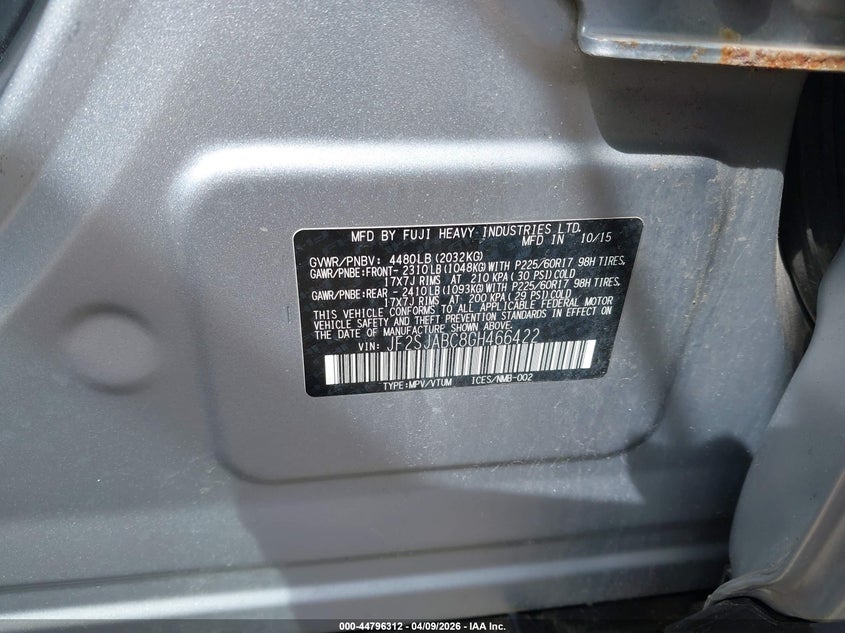 MFD BY FUJI HEAVY INDUSTRIES LTD.
MFD IN 10/15
GVWR/PNBV: 4480LB (2032KG)
GAWR/PNBE:FRONT- 2310LB (1048KG) WITH P225/60R17 98H TIRES,
17X7J RIMS AT 210 KPA ( 30 PSI) COLD
GAWR/PNBE:REAR - 2410LB (1093KG) WITH P225/60R17 98H TIRES,
17X7J RIMS AT 200 KPA ( 29 PSI) COLD
THIS VEHICLE CONFORMS TO ALL APPLICABLE FEDERAL MOTOR
VEHICLE SAFETY AND THEFT PREVENTION STANDARDS IN EFFECT ON
THE DATE OF MANUFACTURE SHOWN ABOVE.
VIN: JF2SJABC8GH466422
TYPE:MPV/VTUM ICES/NMB-002
000-44796312 - 04/09/2026 - IAA Inc.